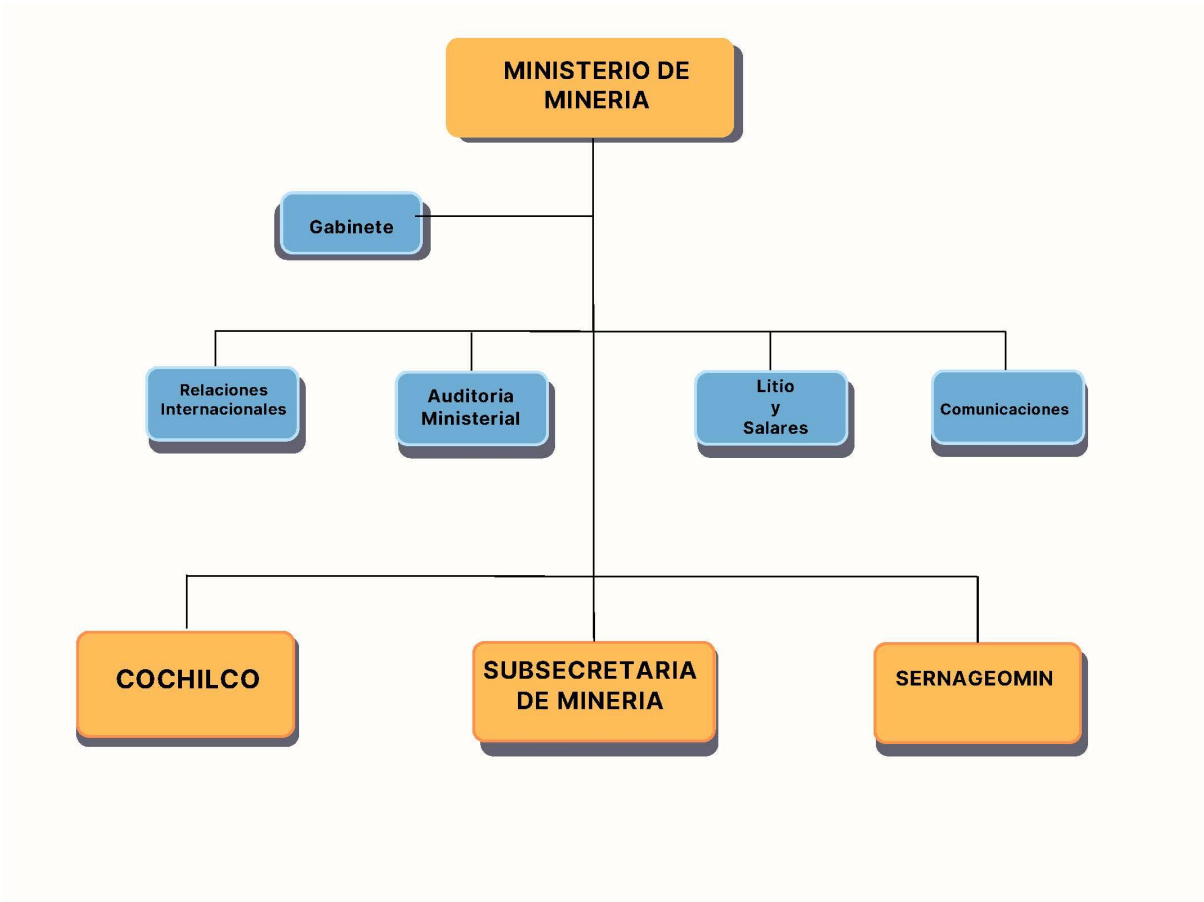 MINISTERIO DE
MINERIA
Gabinete
Relaciones
Internacionales
Auditoria
Ministerial
Litio
y
Salares
Comunicaciones
COCHILCO
SUBSECRETARIA
DE MINERIA
SERNAGEOMIN